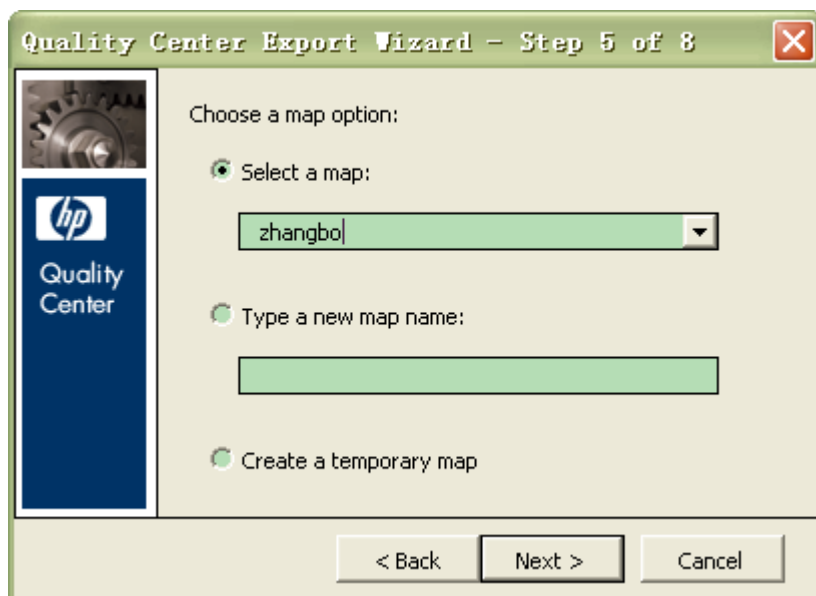 Quality Center Export Wizard - Step 5 of 8
Choose a map option:
Select a map:
zhangbo
hp
Quality
Center
Type a new map name:
Create a temporary map
< Back
Next >
Cancel